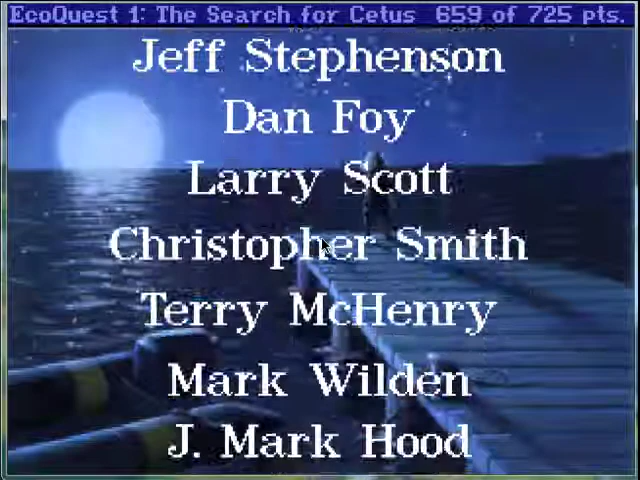 EcoQuest 1: The Search for Cetus 659 of 725 pts.
Jeff Stephenson
Dan Foy
Larry Scott
Christopher Smith
Terry McHenry
Mark Wilden
J. Mark Hood